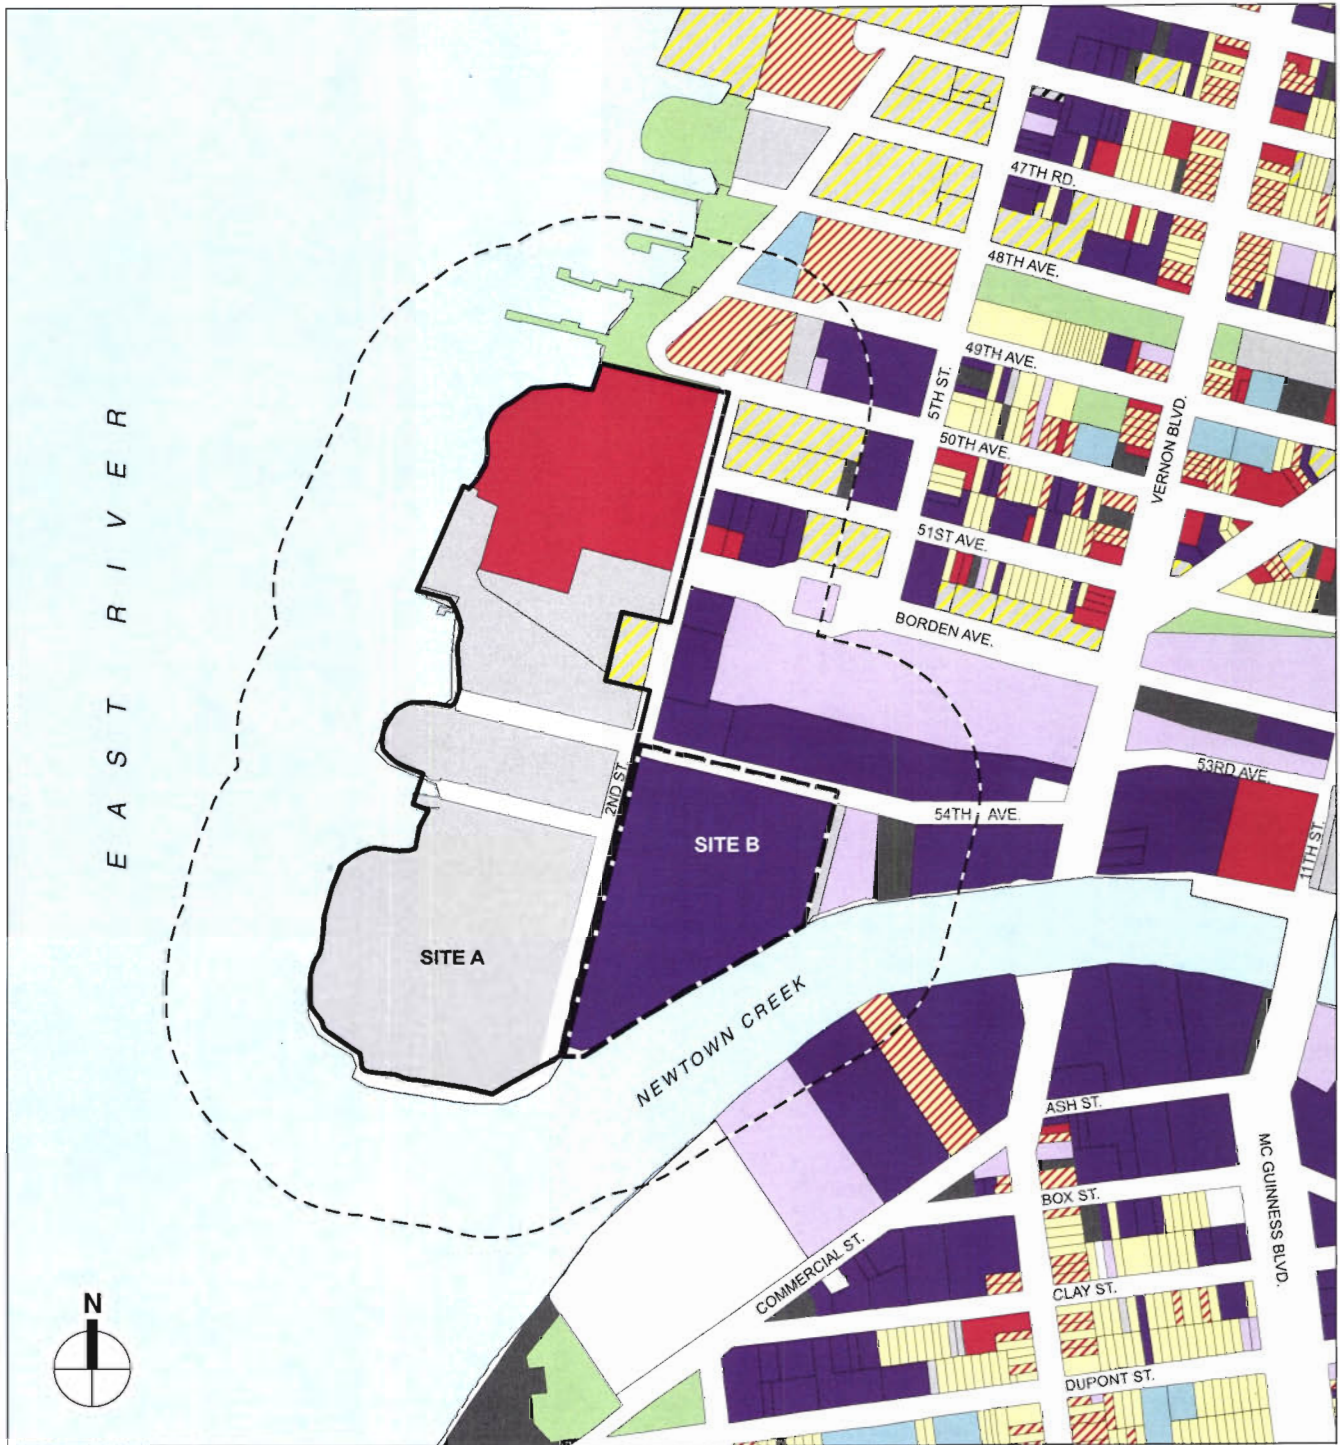 47TH RD.
48TH AVE.
49TH AVE.
5TH ST.
50TH AVE.
VERNON BLVD.
51ST AVE.
EAST RIVER
BORDEN AVE.
53RD AVE.
2ND ST.
54TH AVE.
SITE B
11TH ST.
SITE A
NEWTOWN CREEK
ASH ST.
BOX ST.
MC GUINNESS BLVD.
COMMERCIAL ST.
CLAY ST.
N
DUPONT ST.